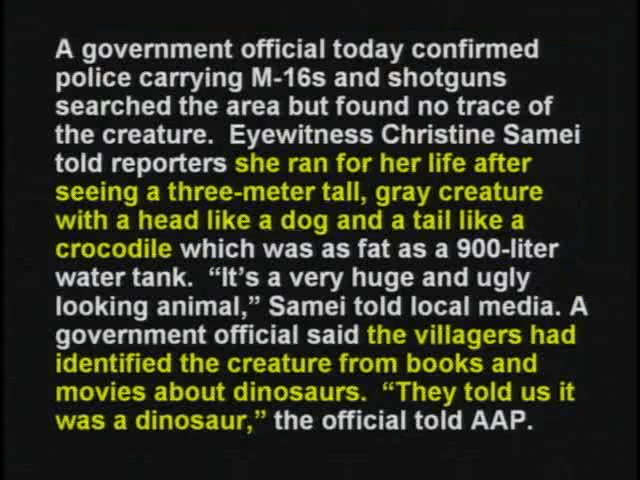 A government official today confirmed
police carrying M-16s and shotguns
searched the area but found no trace of
the creature.  Eyewitness Christine Samei
told reporters she ran for her life after
seeing a three-meter tall, gray creature
with a head like a dog and a tail like a
crocodile which was as fat as a 900-liter
water tank.  “It’s a very huge and ugly
looking animal,” Samei told local media. A
government official said the villagers had
identified the creature from books and
movies about dinosaurs.  “They told us it
was a dinosaur,” the official told AAP.